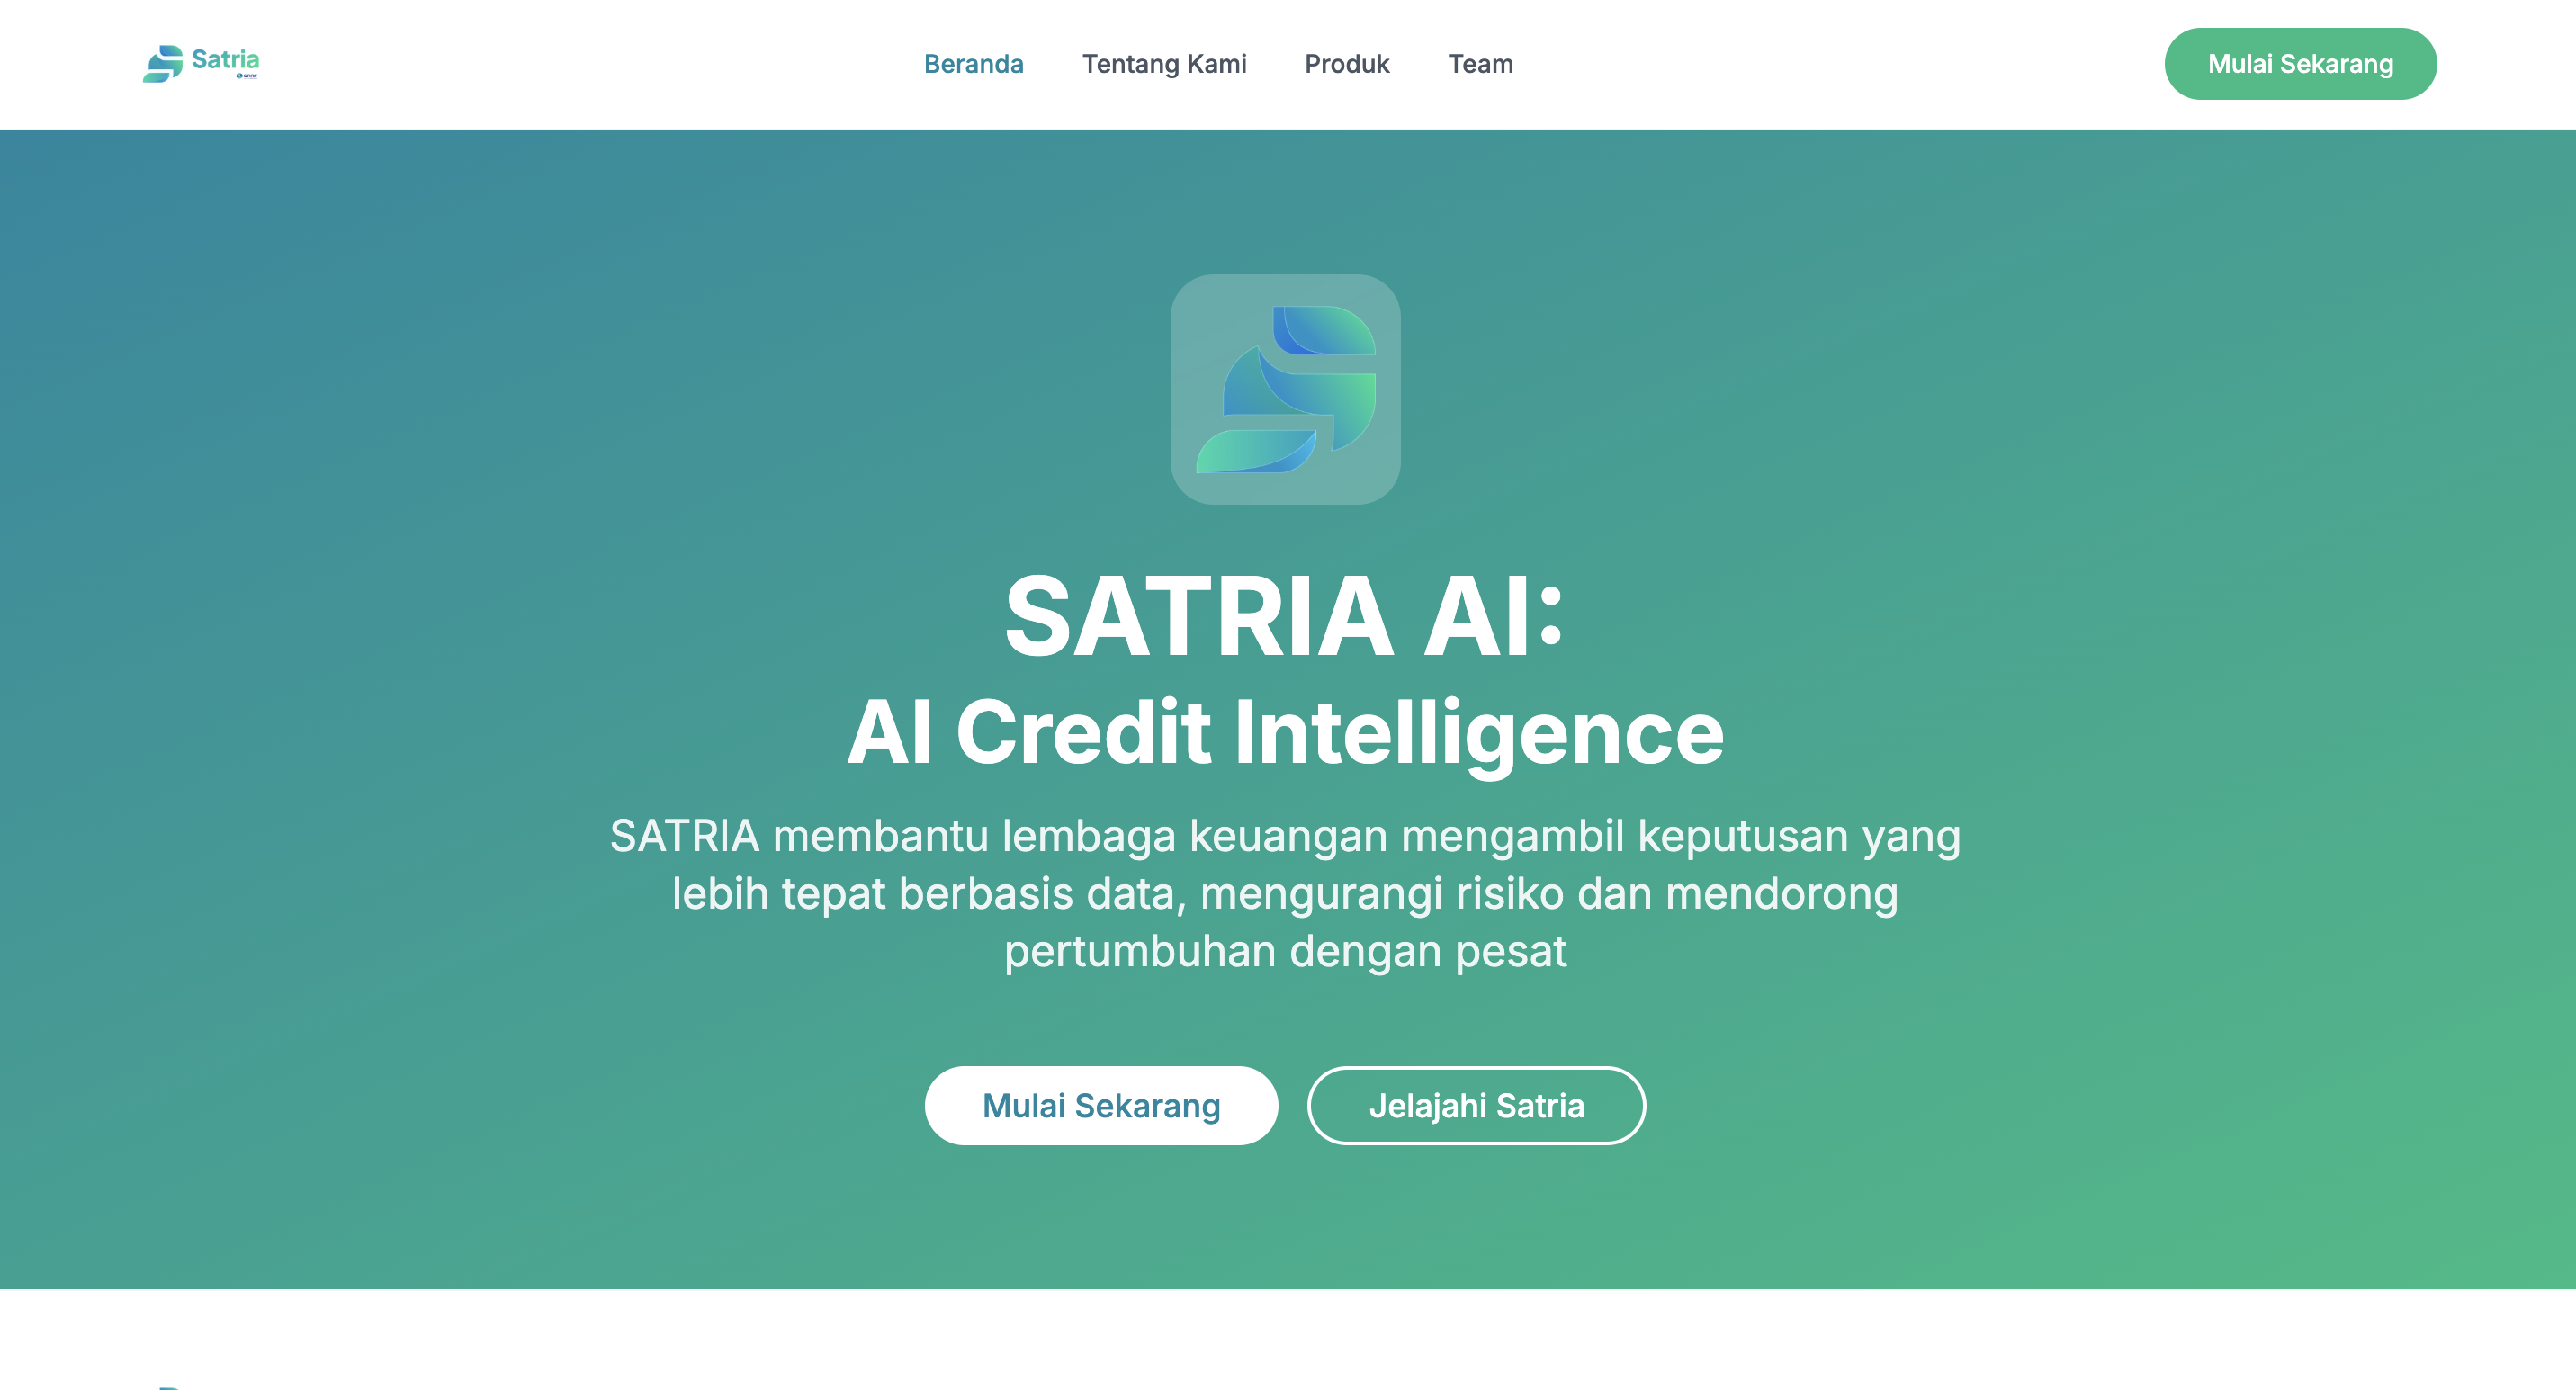 Satria
Beranda
Tentang Kami
Produk
Team
Mulai Sekarang
SATRIA AI:
AI Credit Intelligence
SATRIA membantu lembaga keuangan mengambil keputusan yang
lebih tepat berbasis data, mengurangi risiko dan mendorong
pertumbuhan dengan pesat
Mulai Sekarang
Jelajahi Satria